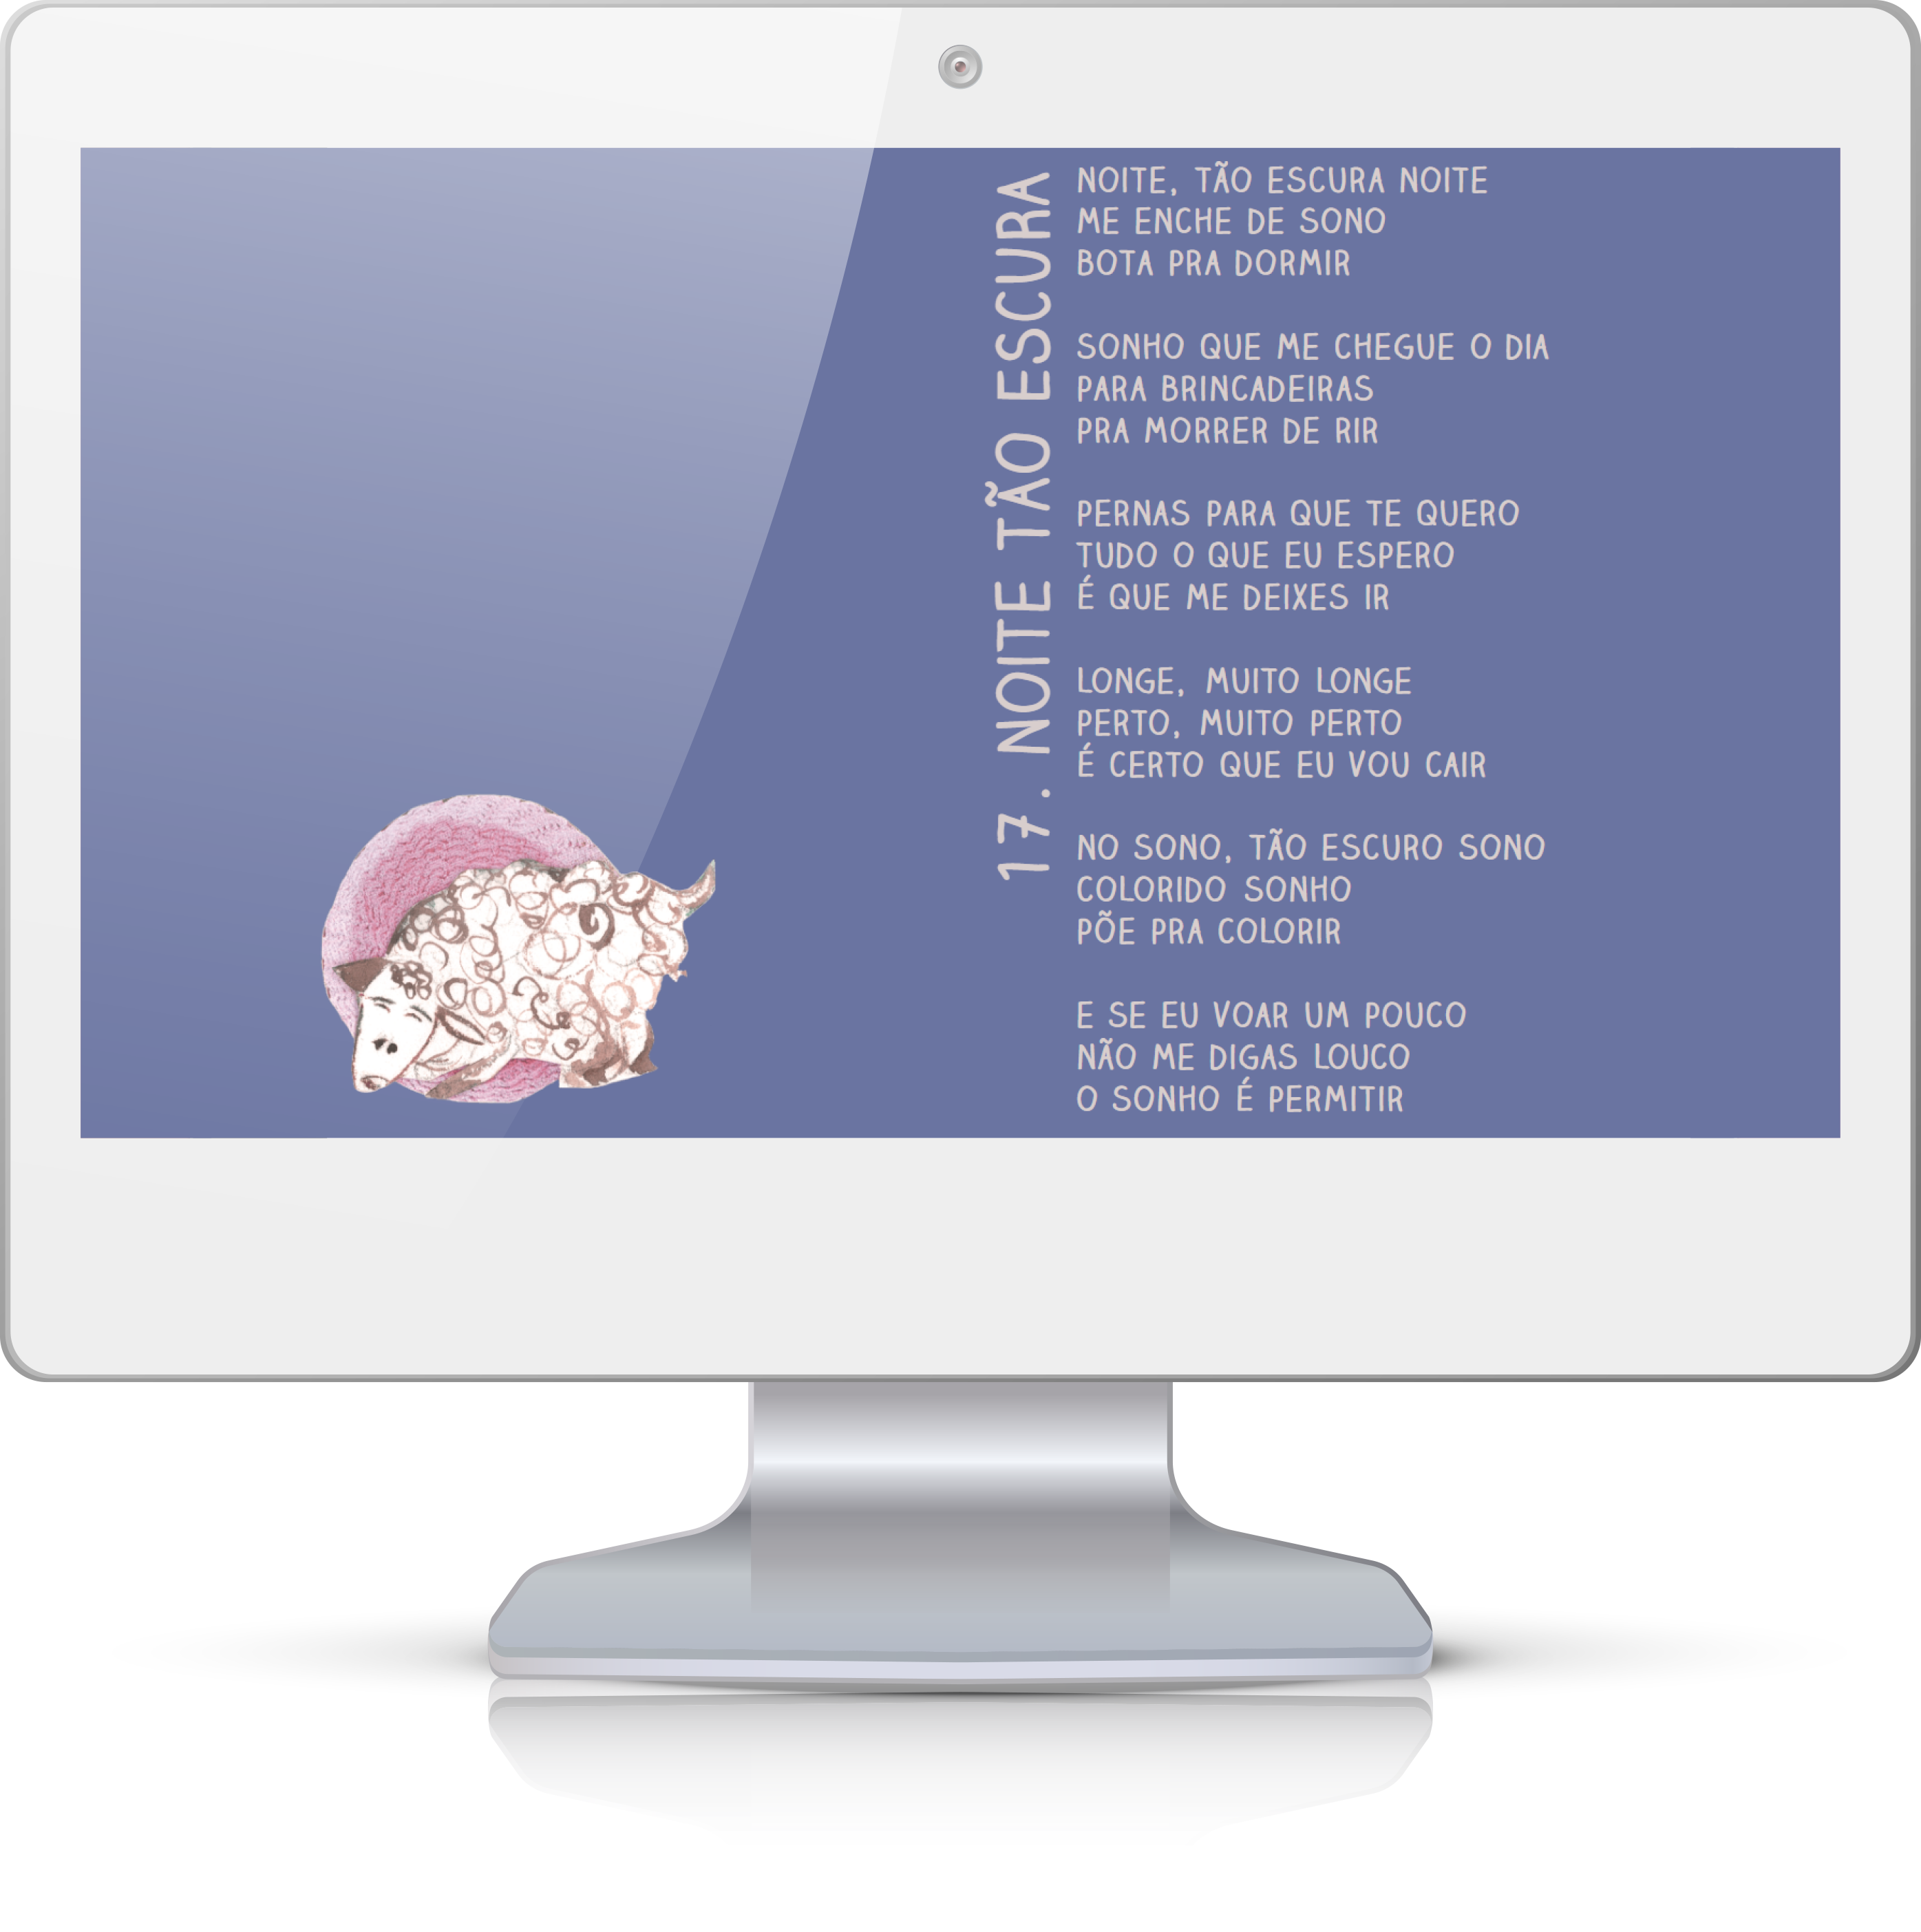 17. NOITE TÃO ESCURA
NOITE, TÃO ESCURA NOITE
ME ENCHE DE SONO
BOTA PRA DORMIR
SONHO QUE ME CHEGUE O DIA
PARA BRINCADEIRAS
PRA MORRER DE RIR
PERNAS PARA QUE TE QUERO
TUDO O QUE EU ESPERO
É QUE ME DEIXES IR
LONGE, MUITO LONGE
PERTO, MUITO PERTO
É CERTO QUE EU VOU CAIR
NO SONO, TÃO ESCURO SONO
COLORIDO SONHO
PÕE PRA COLORIR
E SE EU VOAR UM POUCO
NÃO ME DIGAS LOUCO
O SONHO É PERMITIR